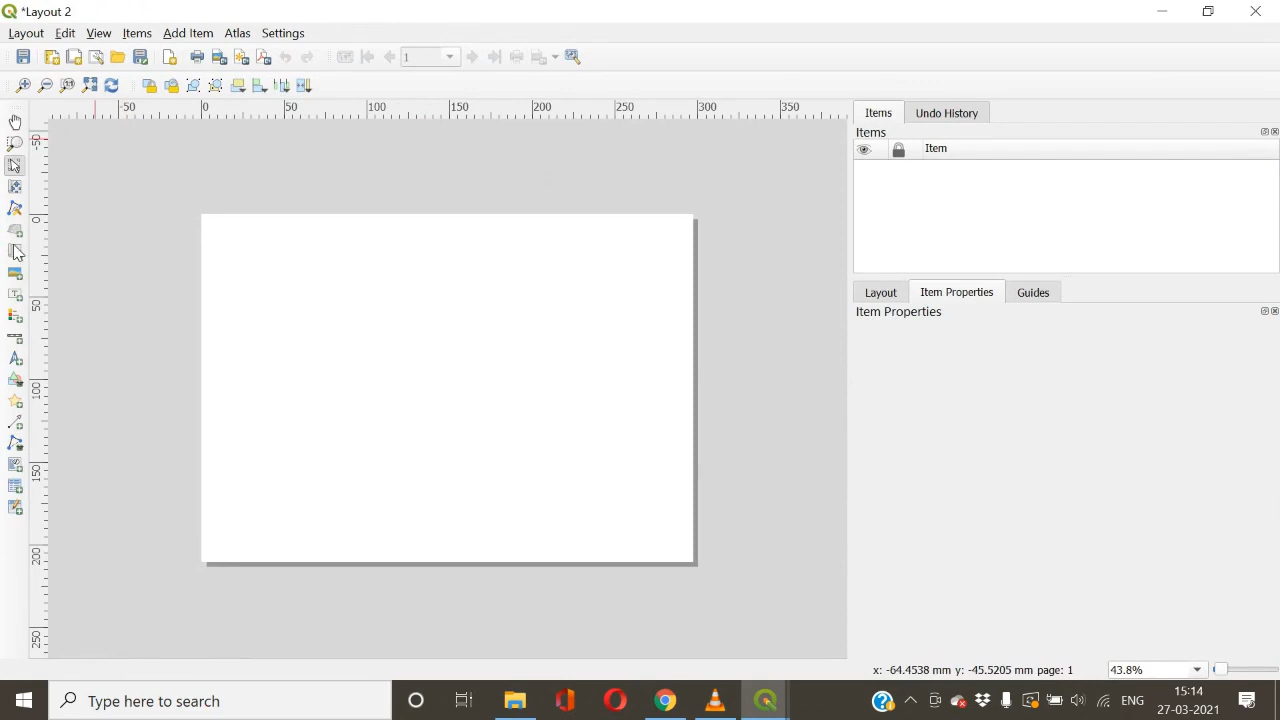 *Layout 2
Layout Edit View Items Add Item Atlas Settings
1
-50 0 50 100 150 200 250 300 350
-50
0
50
100
150
200
250
Items Undo History
Items
Item
Layout Item Properties Guides
Item Properties
x: -64.4538 mm y: -45.5205 mm page: 1 43.8%
Type here to search
ENG
15:14
27-03-2021